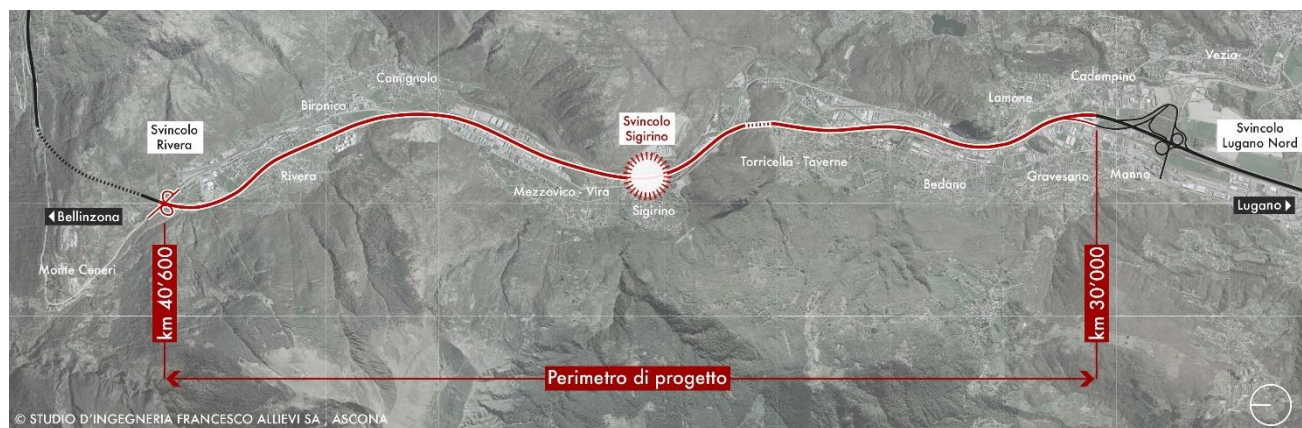 Vezia
Camignolo
Cadempino
Lamone
Bironico
Svincolo
Sigirino
Svincolo
Rivera
Svincolo
Lugano Nord
Torricella - Taverne
Rivera
Mezzovico - Vira
Bedano
Gravesano
Manno
Bellinzona
Sigirino
Lugano
Monte Ceneri
km 40'600
km 30'000
Perimetro di progetto
© STUDIO D'INGEGNERIA FRANCESCO ALLIEVI SA , ASCONA